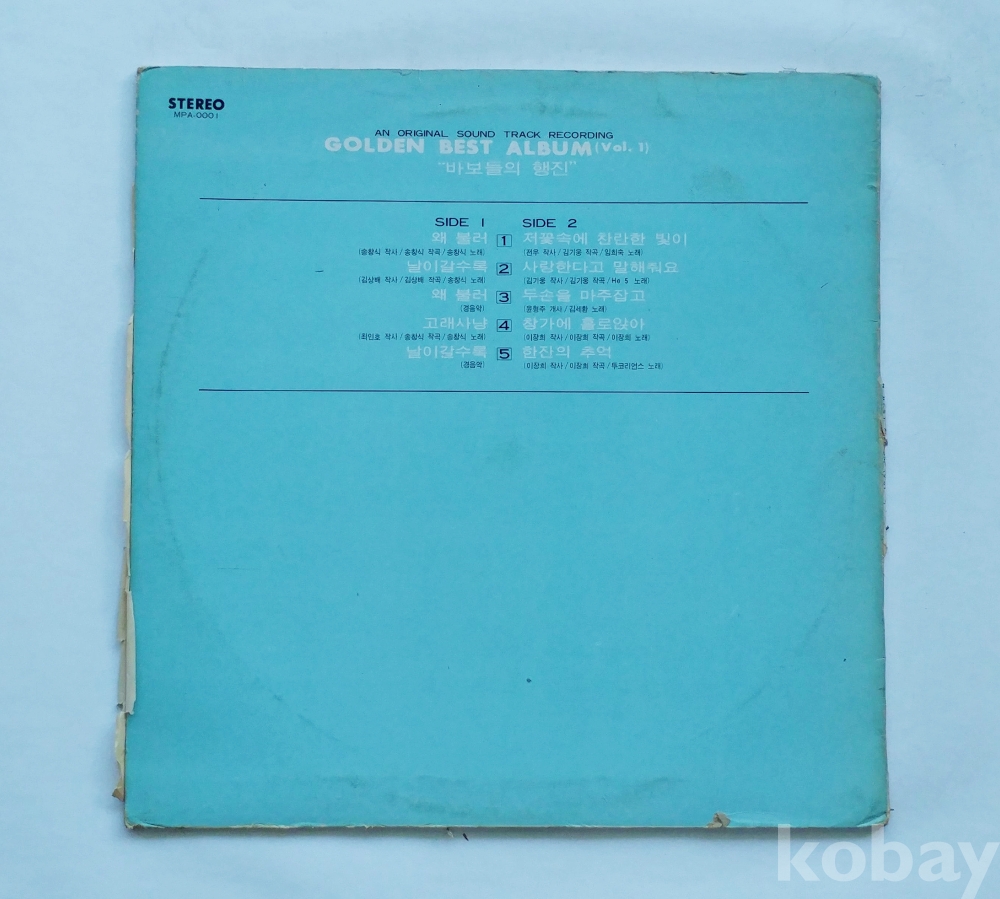 STEREO
MPA-0001
AN ORIGINAL SOUND TRACK RECORDING
GOLDEN BEST ALBUM (Vol. 1)
"바보들의 행진"
SIDE 1
왜 불러 1
(송창식 작사/송창식 작곡/송창식 노래)
날이갈수록 2
(김상배 작사/김상배 작곡/송창식 노래)
왜 불러 3
(경음악)
고래사냥 4
(최인호 작사/송창식 작곡/송창식 노래)
날이갈수록 5
(경음악)
SIDE 2
저꽃속에 찬란한 빛이
(전우 작사/김기웅 작곡/임희숙 노래)
사랑한다고 말해줘요
(김기웅 작사/김기웅 작곡/He 5 노래)
두손을 마주잡고
(윤형주 개사/김세환 노래)
창가에 홀로앉아
(이장희 작사/이장희 작곡/이장희 노래)
한잔의 추억
(이장희 작사/이장희 작곡/투코리언스 노래)
kobay